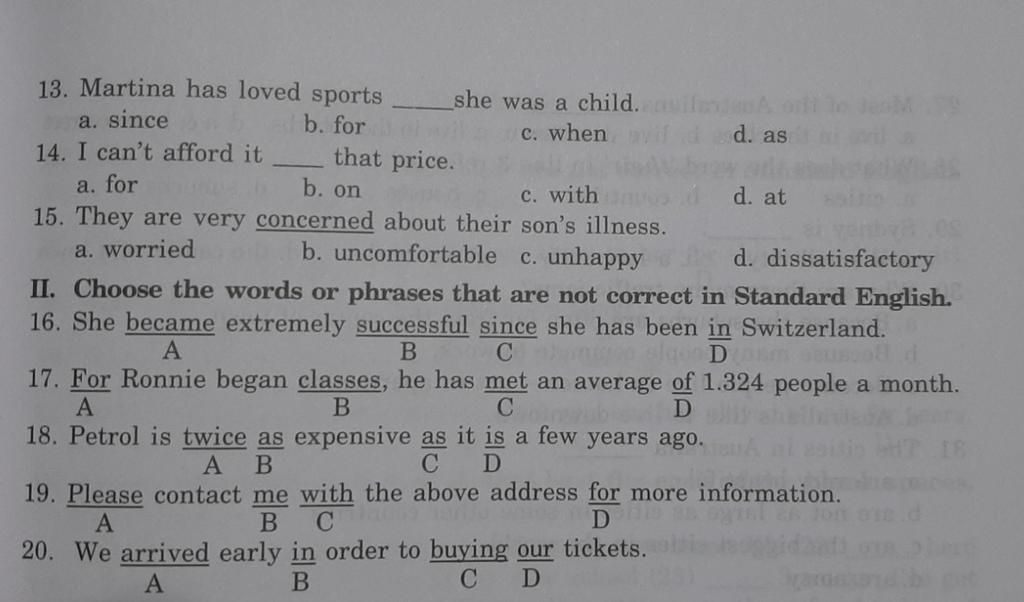 13. Martina has loved sports ____she was a child.
a. since b. for c. when d. as
14. I can't afford it ____ that price.
a. for b. on c. with d. at
15. They are very concerned about their son's illness.
a. worried b. uncomfortable c. unhappy d. dissatisfactory
II. Choose the words or phrases that are not correct in Standard English.
16. She became extremely successful since she has been in Switzerland.
A B C D
17. For Ronnie began classes, he has met an average of 1.324 people a month.
A B C D
18. Petrol is twice as expensive as it is a few years ago.
A B C D
19. Please contact me with the above address for more information.
A B C D
20. We arrived early in order to buying our tickets.
A B C D